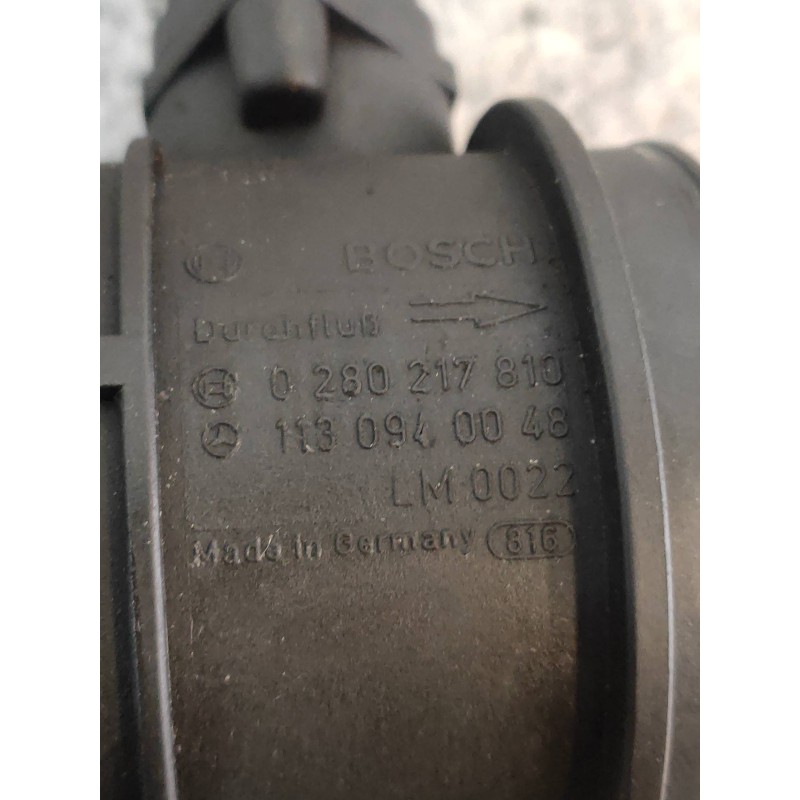 BOSCH
Durchfluß
0 280 217 810
113 094 00 48
LM 0022
Made in Germany 816